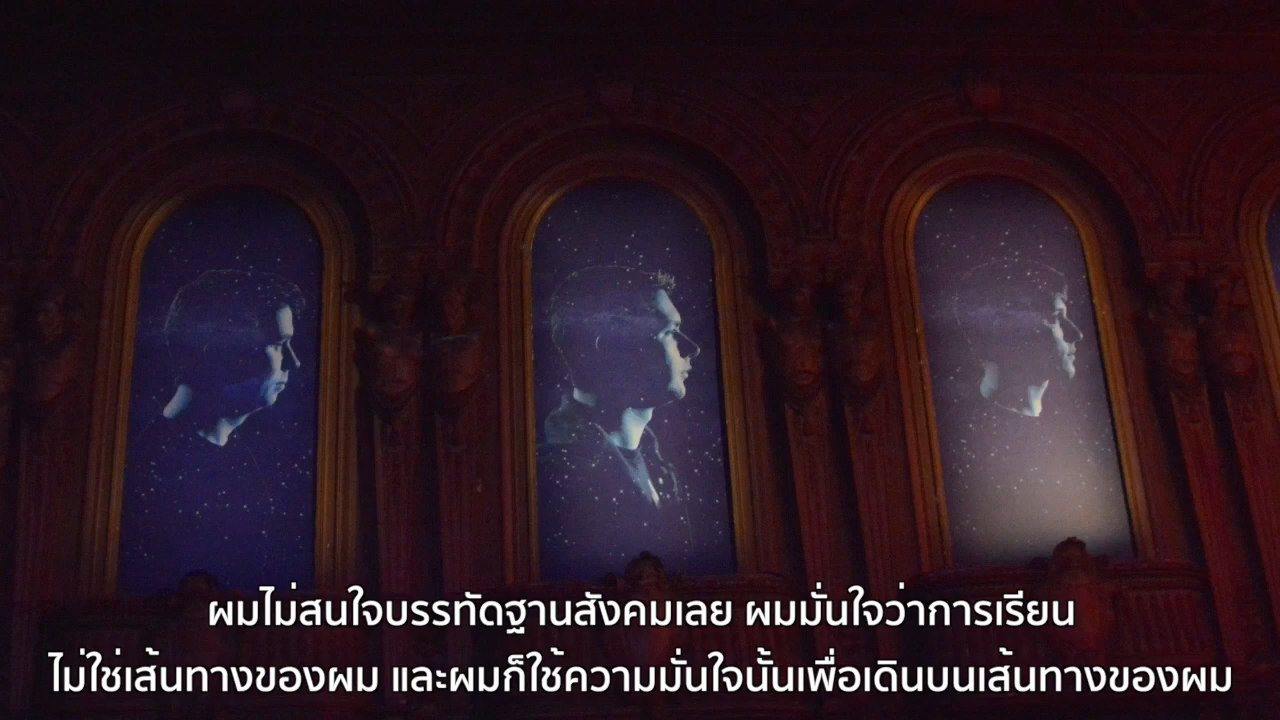 ผมไม่สนใจบรรทัดฐานสังคมเลย ผมมั่นใจว่าการเรียน
ไม่ใช่เส้นทางของผม และผมก็ใช้ความมั่นใจนั้นเพื่อเดินบนเส้นทางของผม